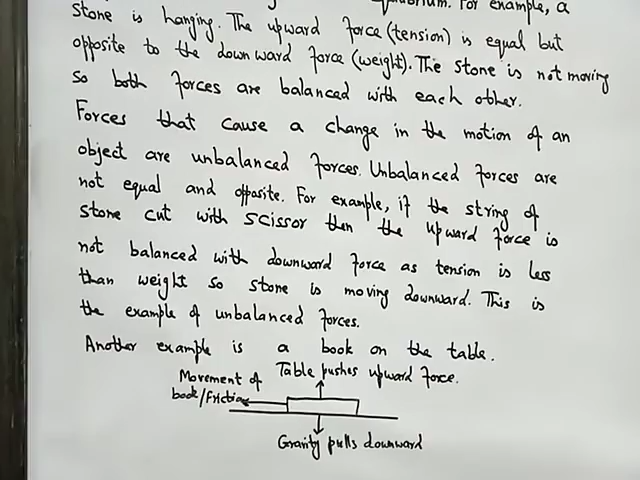 For example, a
stone is hanging. The upward force (tension) is equal but
opposite to the downward force (weight). The stone is not moving
so both forces are balanced with each other.
Forces that cause a change in the motion of an
object are unbalanced forces. Unbalanced forces are
not equal and opposite. For example, if the string of
stone cut with scissor then the upward force is
not balanced with downward force as tension is less
than weight so stone is moving downward. This is
the example of unbalanced forces.
Another example is a book on the table.
Movement of
book/Friction
Table pushes upward force.
Gravity pulls downward